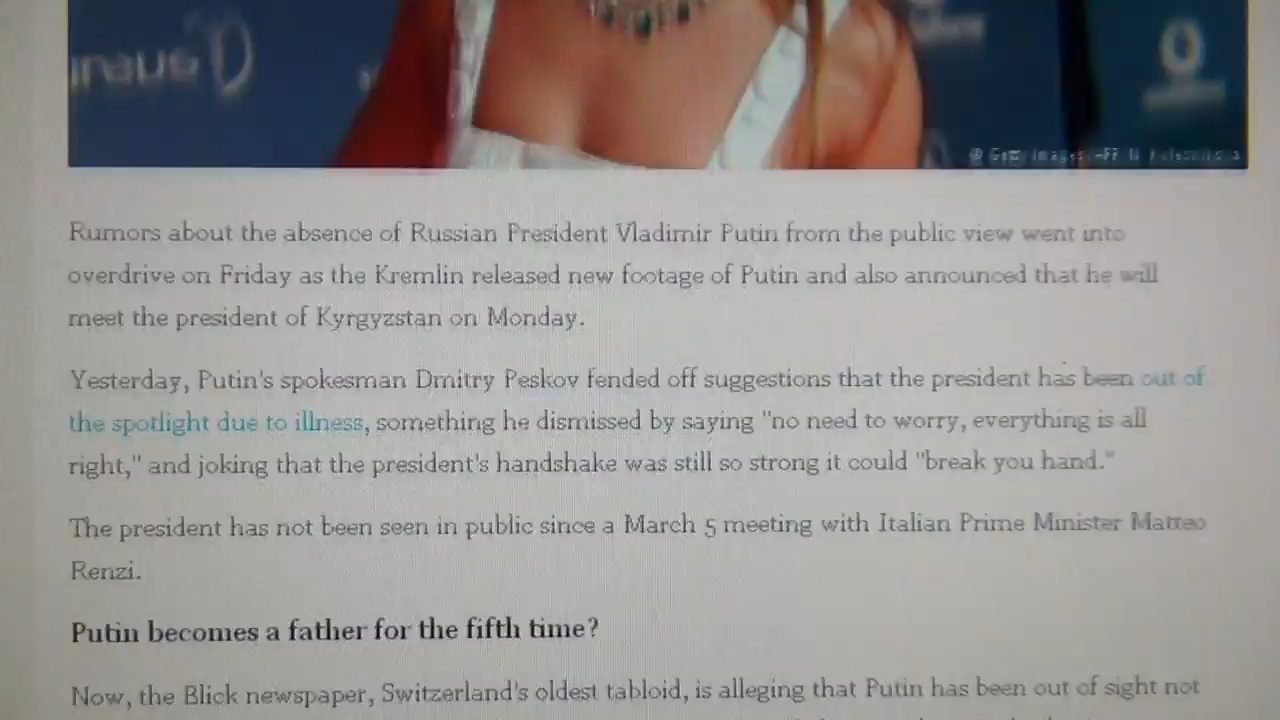 Rumors about the absence of Russian President Vladimir Putin from the public view went into
overdrive on Friday as the Kremlin released new footage of Putin and also announced that he will
meet the president of Kyrgyzstan on Monday.
Yesterday, Putin's spokesman Dmitry Peskov fended off suggestions that the president has been out of
the spotlight due to illness, something he dismissed by saying "no need to worry, everything is all
right," and joking that the president's handshake was still so strong it could "break you hand."
The president has not been seen in public since a March 5 meeting with Italian Prime Minister Matteo
Renzi.
Putin becomes a father for the fifth time?
Now, the Blick newspaper, Switzerland's oldest tabloid, is alleging that Putin has been out of sight not